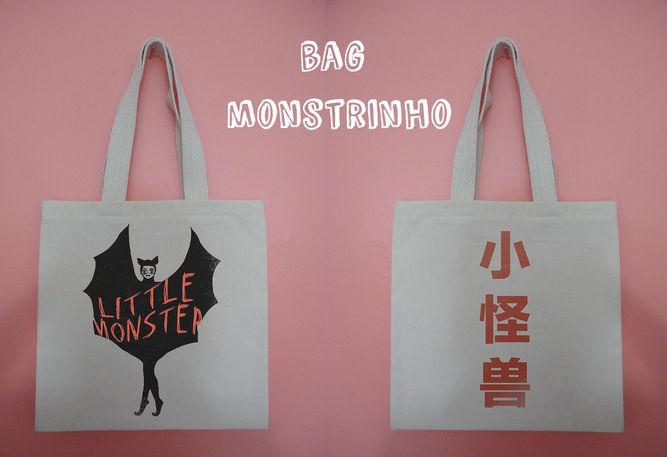 BAG
MONSTRINHO
LITTLE
MONSTER
小
怪
兽